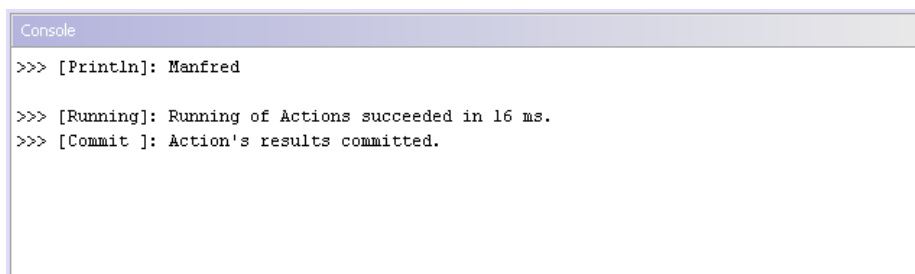 Console
>>> [Println]: Manfred
>>> [Running]: Running of Actions succeeded in 16 ms.
>>> [Commit ]: Action's results committed.